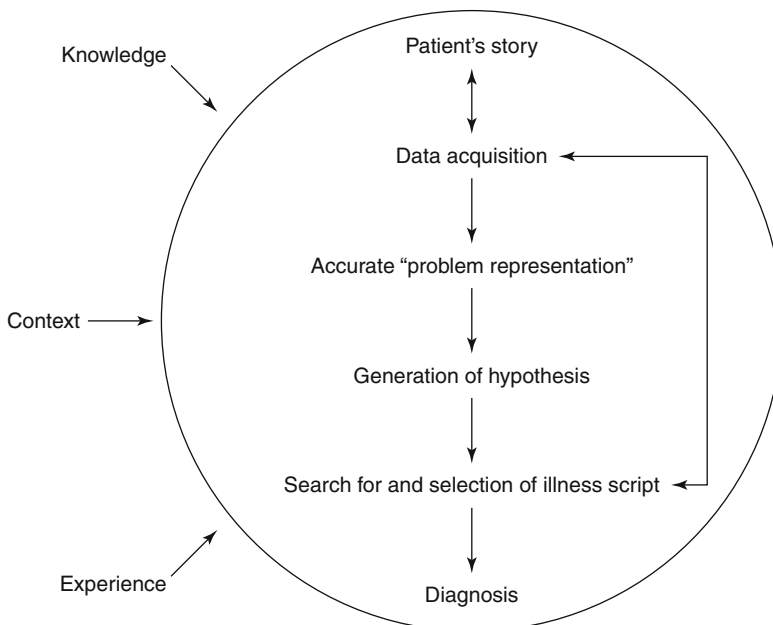 Patient’s story
Knowledge
Data acquisition
Accurate “problem representation”
Context
Generation of hypothesis
Search for and selection of illness script
Experience
Diagnosis